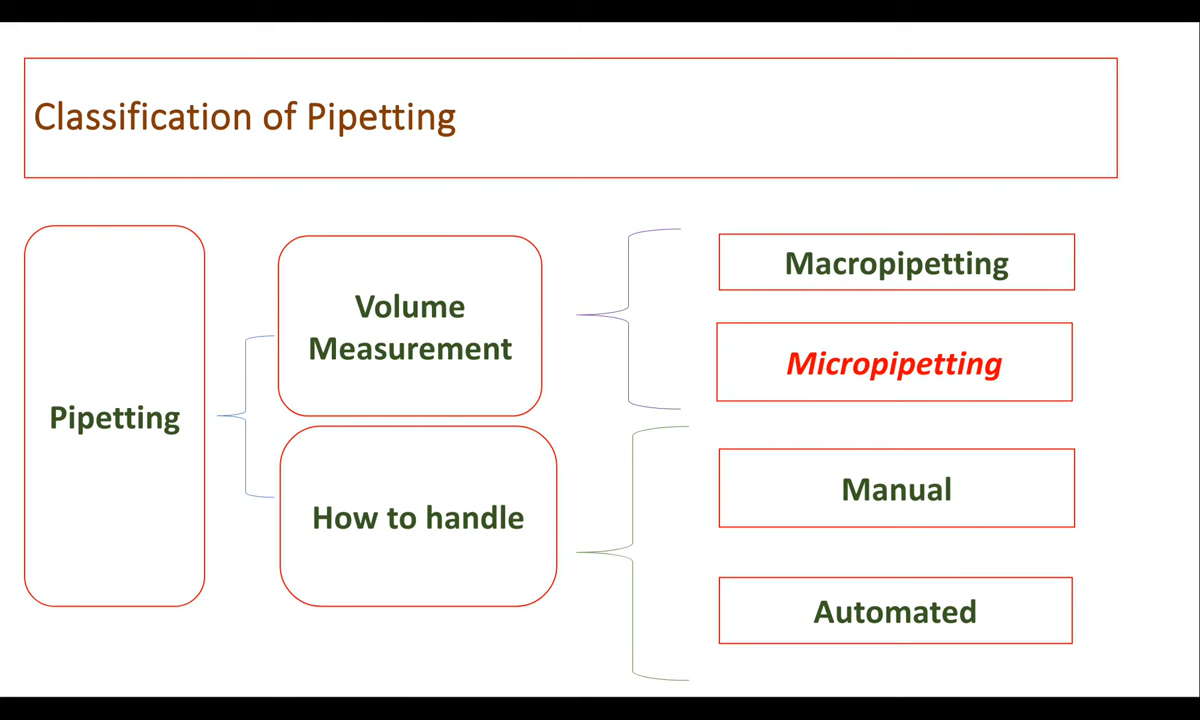 Classification of Pipetting
Pipetting
Volume
Measurement
How to handle
Macropipetting
Micropipetting
Manual
Automated